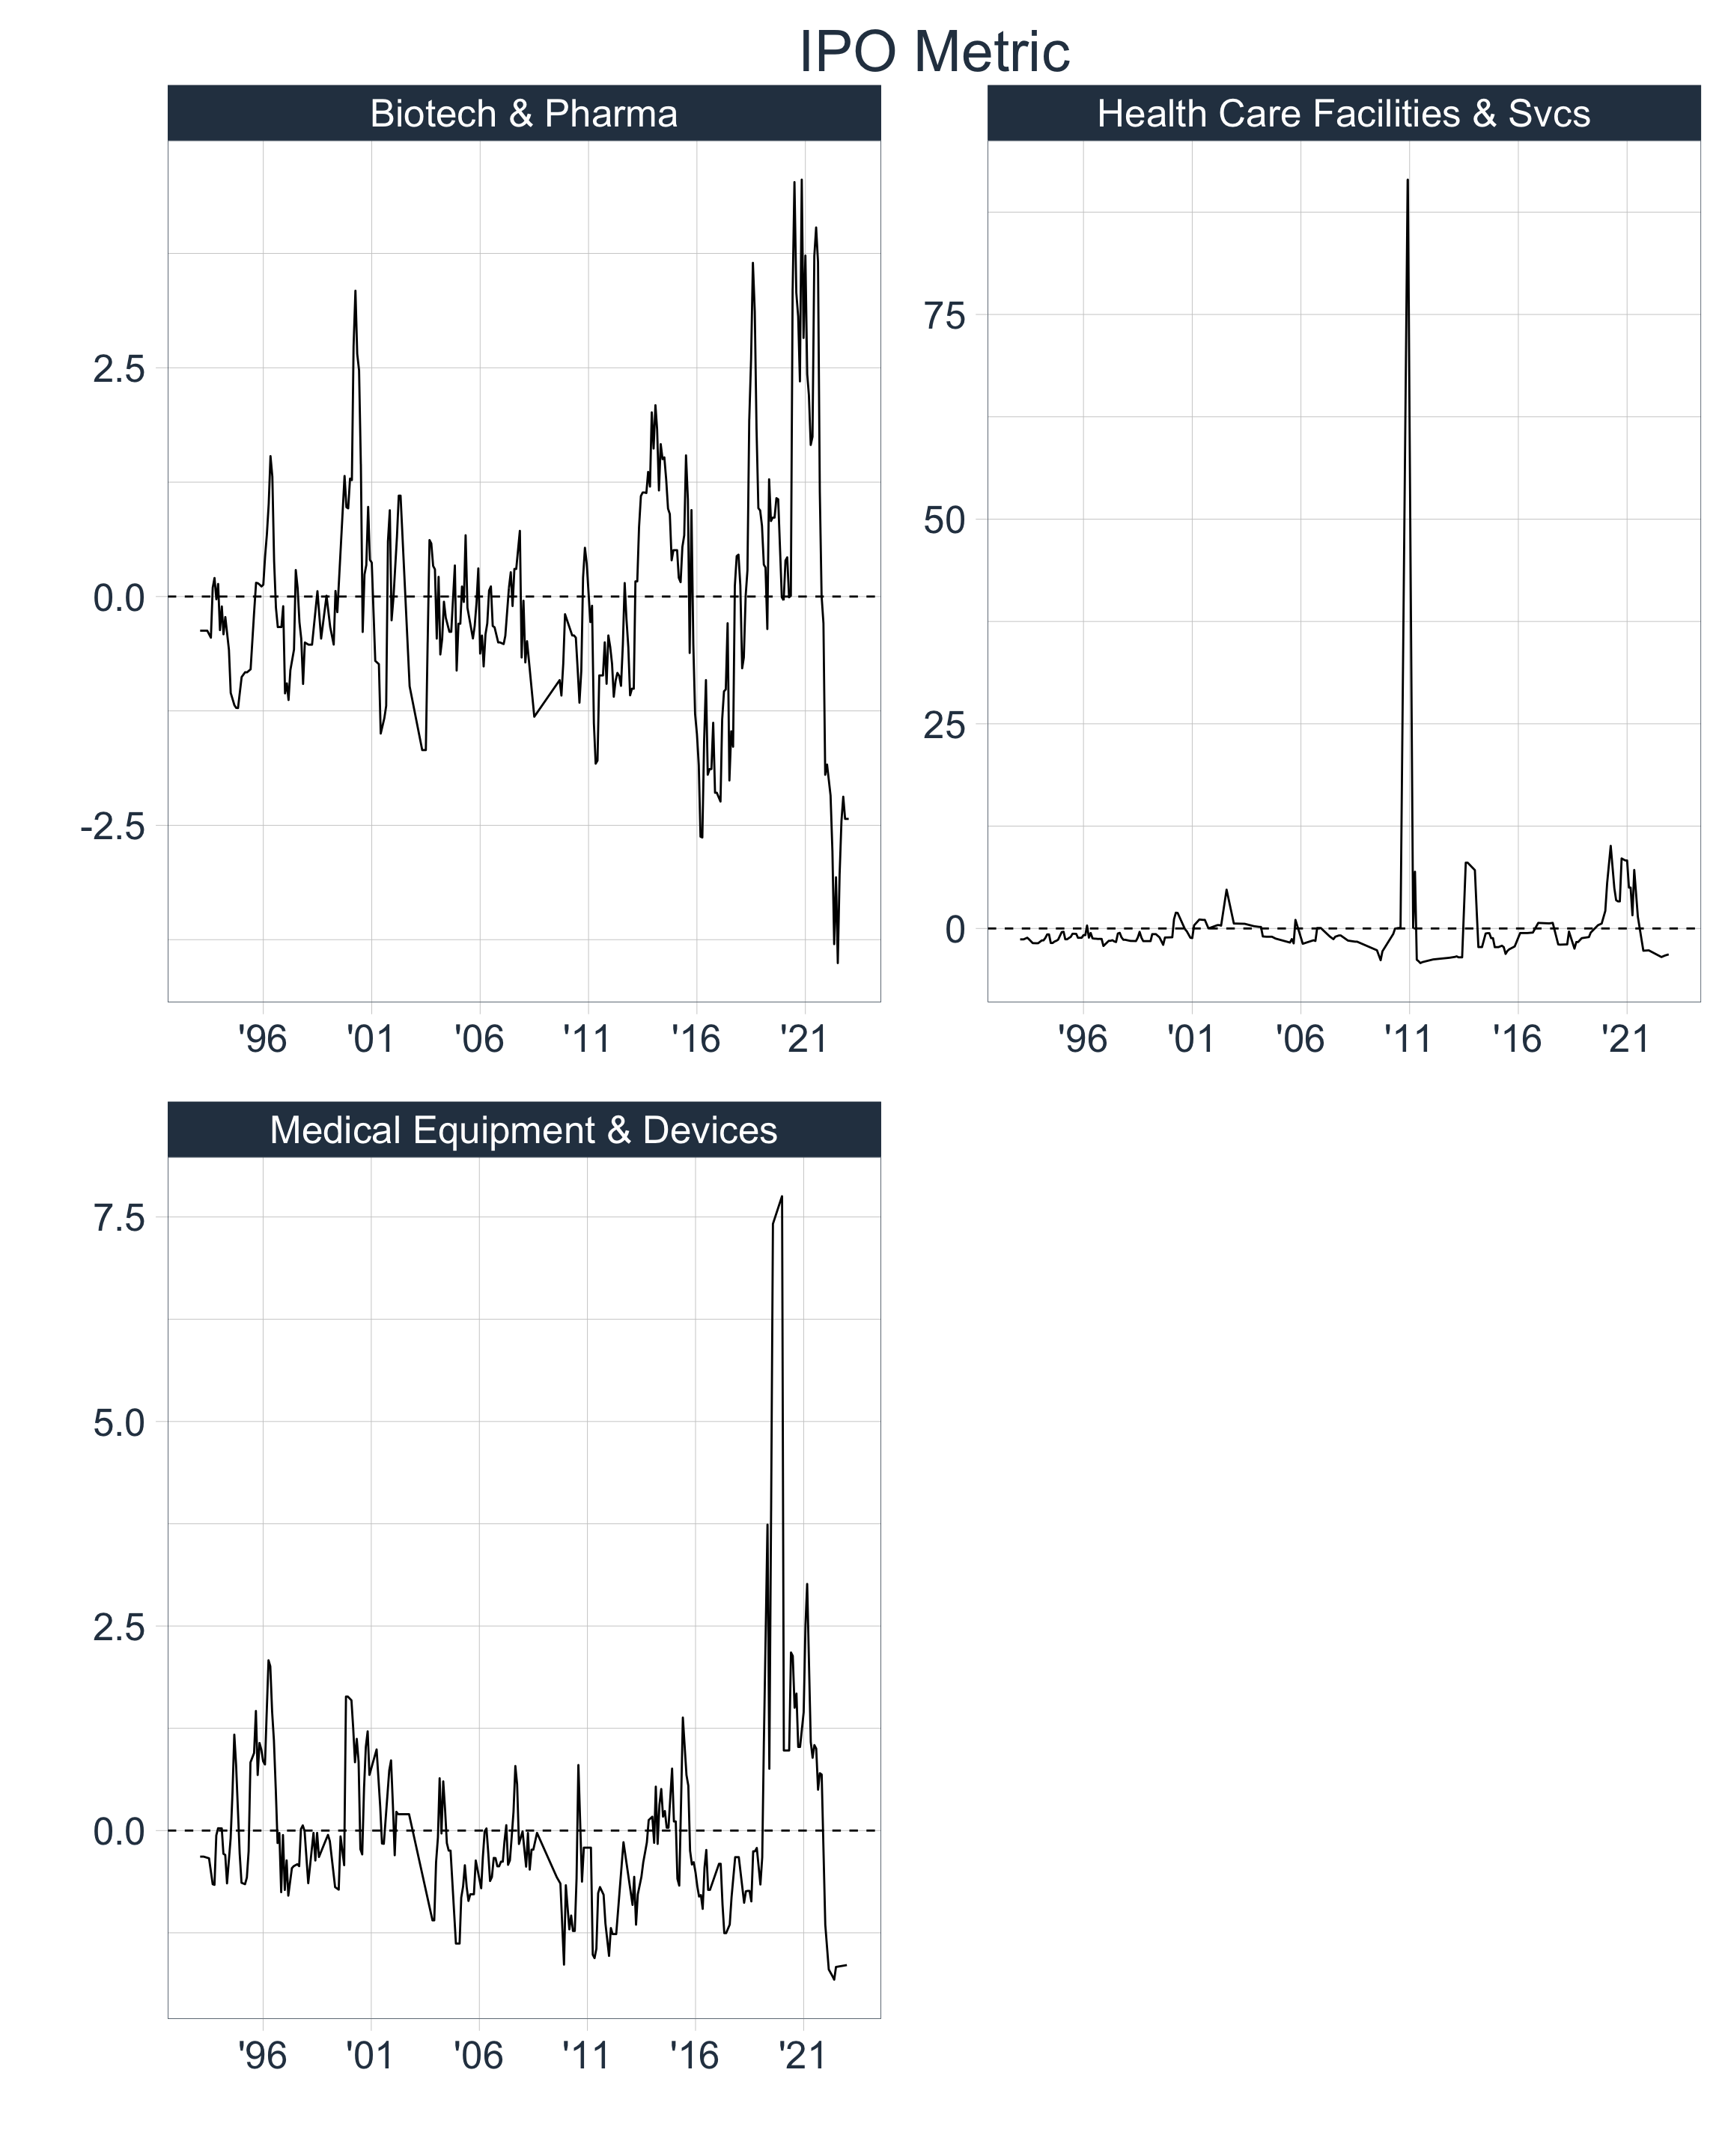 IPO Metric
Biotech & Pharma
2.5
0.0
-2.5
'96 '01 '06 '11 '16 '21
Health Care Facilities & Svcs
75
50
25
0
'96 '01 '06 '11 '16 '21
Medical Equipment & Devices
7.5
5.0
2.5
0.0
'96 '01 '06 '11 '16 '21